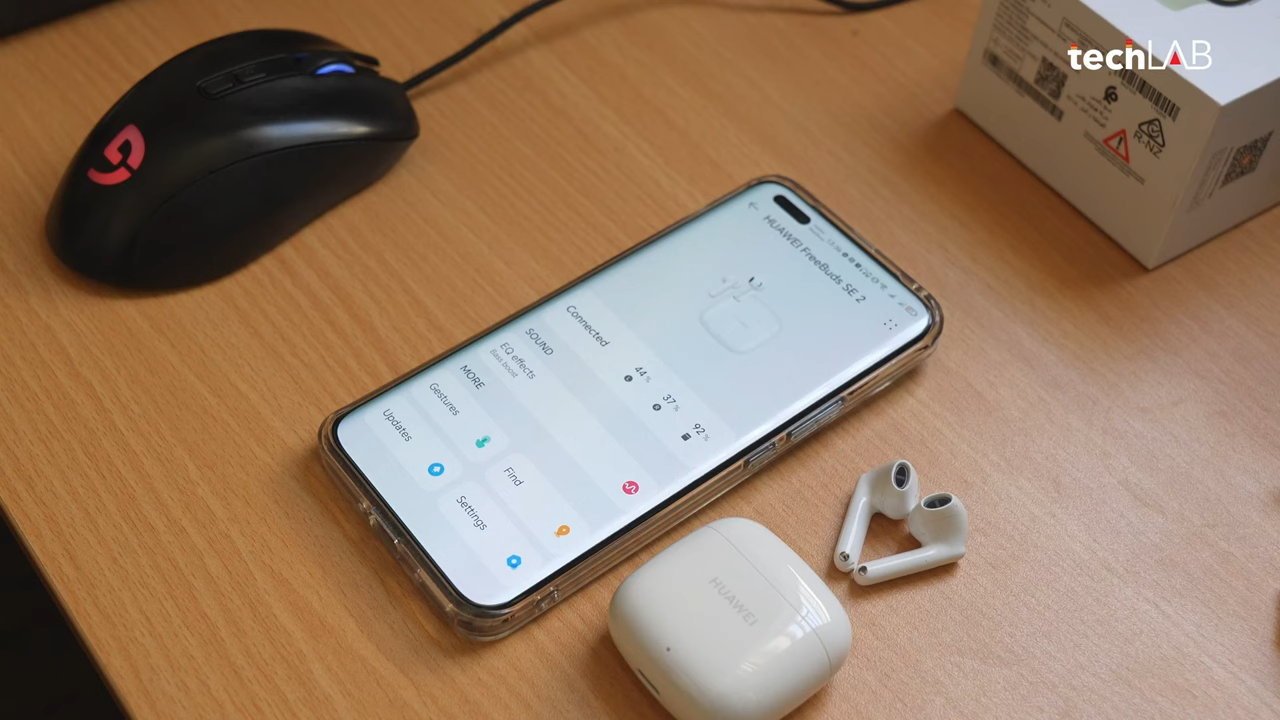 techLAB
R-NZ
HUAWEI FreeBuds SE 2
Connected
44 %
37 %
92 %
SOUND
EQ effects
Bass boost
MORE
Gestures
Find
Updates
Settings
HUAWEI